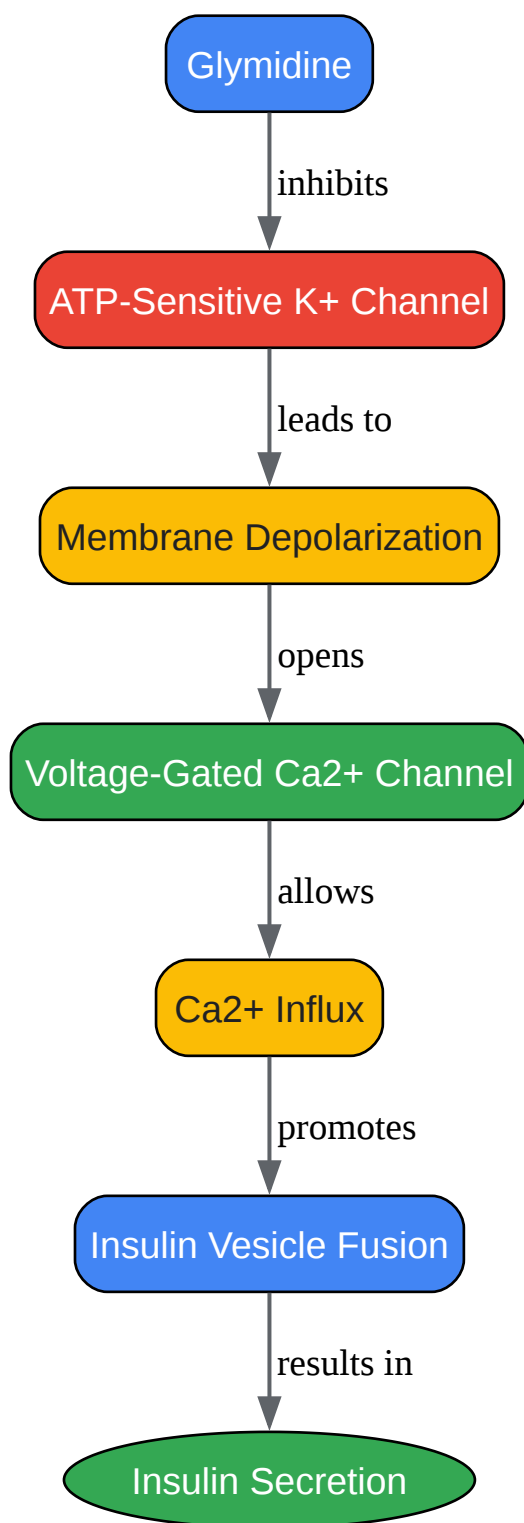 Glymidine
inhibits
ATP-Sensitive K+ Channel
leads to
Membrane Depolarization
opens
Voltage-Gated Ca2+ Channel
allows
Ca2+ Influx
promotes
Insulin Vesicle Fusion
results in
Insulin Secretion